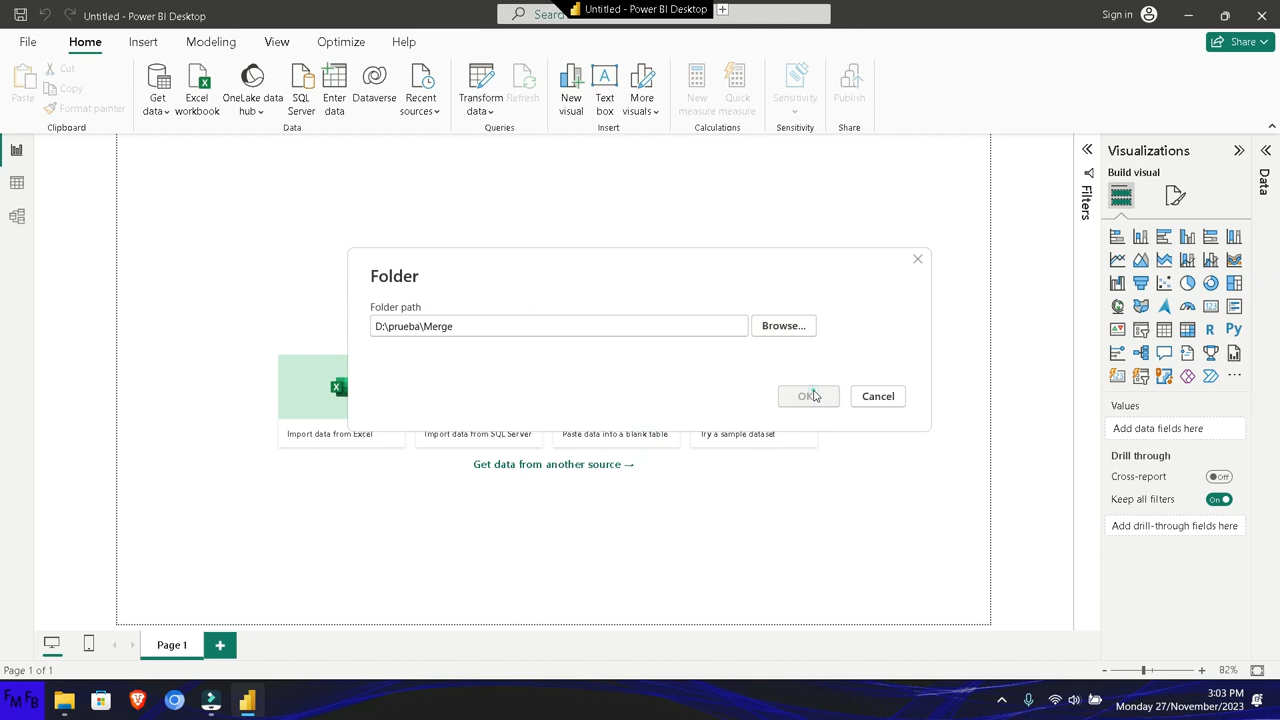 Untitled - Power BI Desktop
Untitled - Power BI Desktop
Sign in
File Home Insert Modeling View Optimize Help
Share
Paste
Cut
Copy
Format painter
Clipboard
Get data
Excel workbook
OneLake data hub
SQL Server
Enter data
Dataverse
Recent sources
Data
Transform data
Refresh
Queries
New visual
Text box
More visuals
Insert
New measure
Quick measure
Calculations
Sensitivity
Sensitivity
Publish
Share
Filters
Visualizations
Build visual
Data
R
Py
123
Values
Add data fields here
Drill through
Cross-report
Off
Keep all filters
On
Add drill-through fields here
Folder
Folder path
D:\prueba\Merge
Browse...
OK
Cancel
Import data from Excel
Import data from SQL Server
Paste data into a blank table
Try a sample dataset
Get data from another source →
Page 1
Page 1 of 1
82%
FM FB
3:03 PM
Monday 27/November/2023